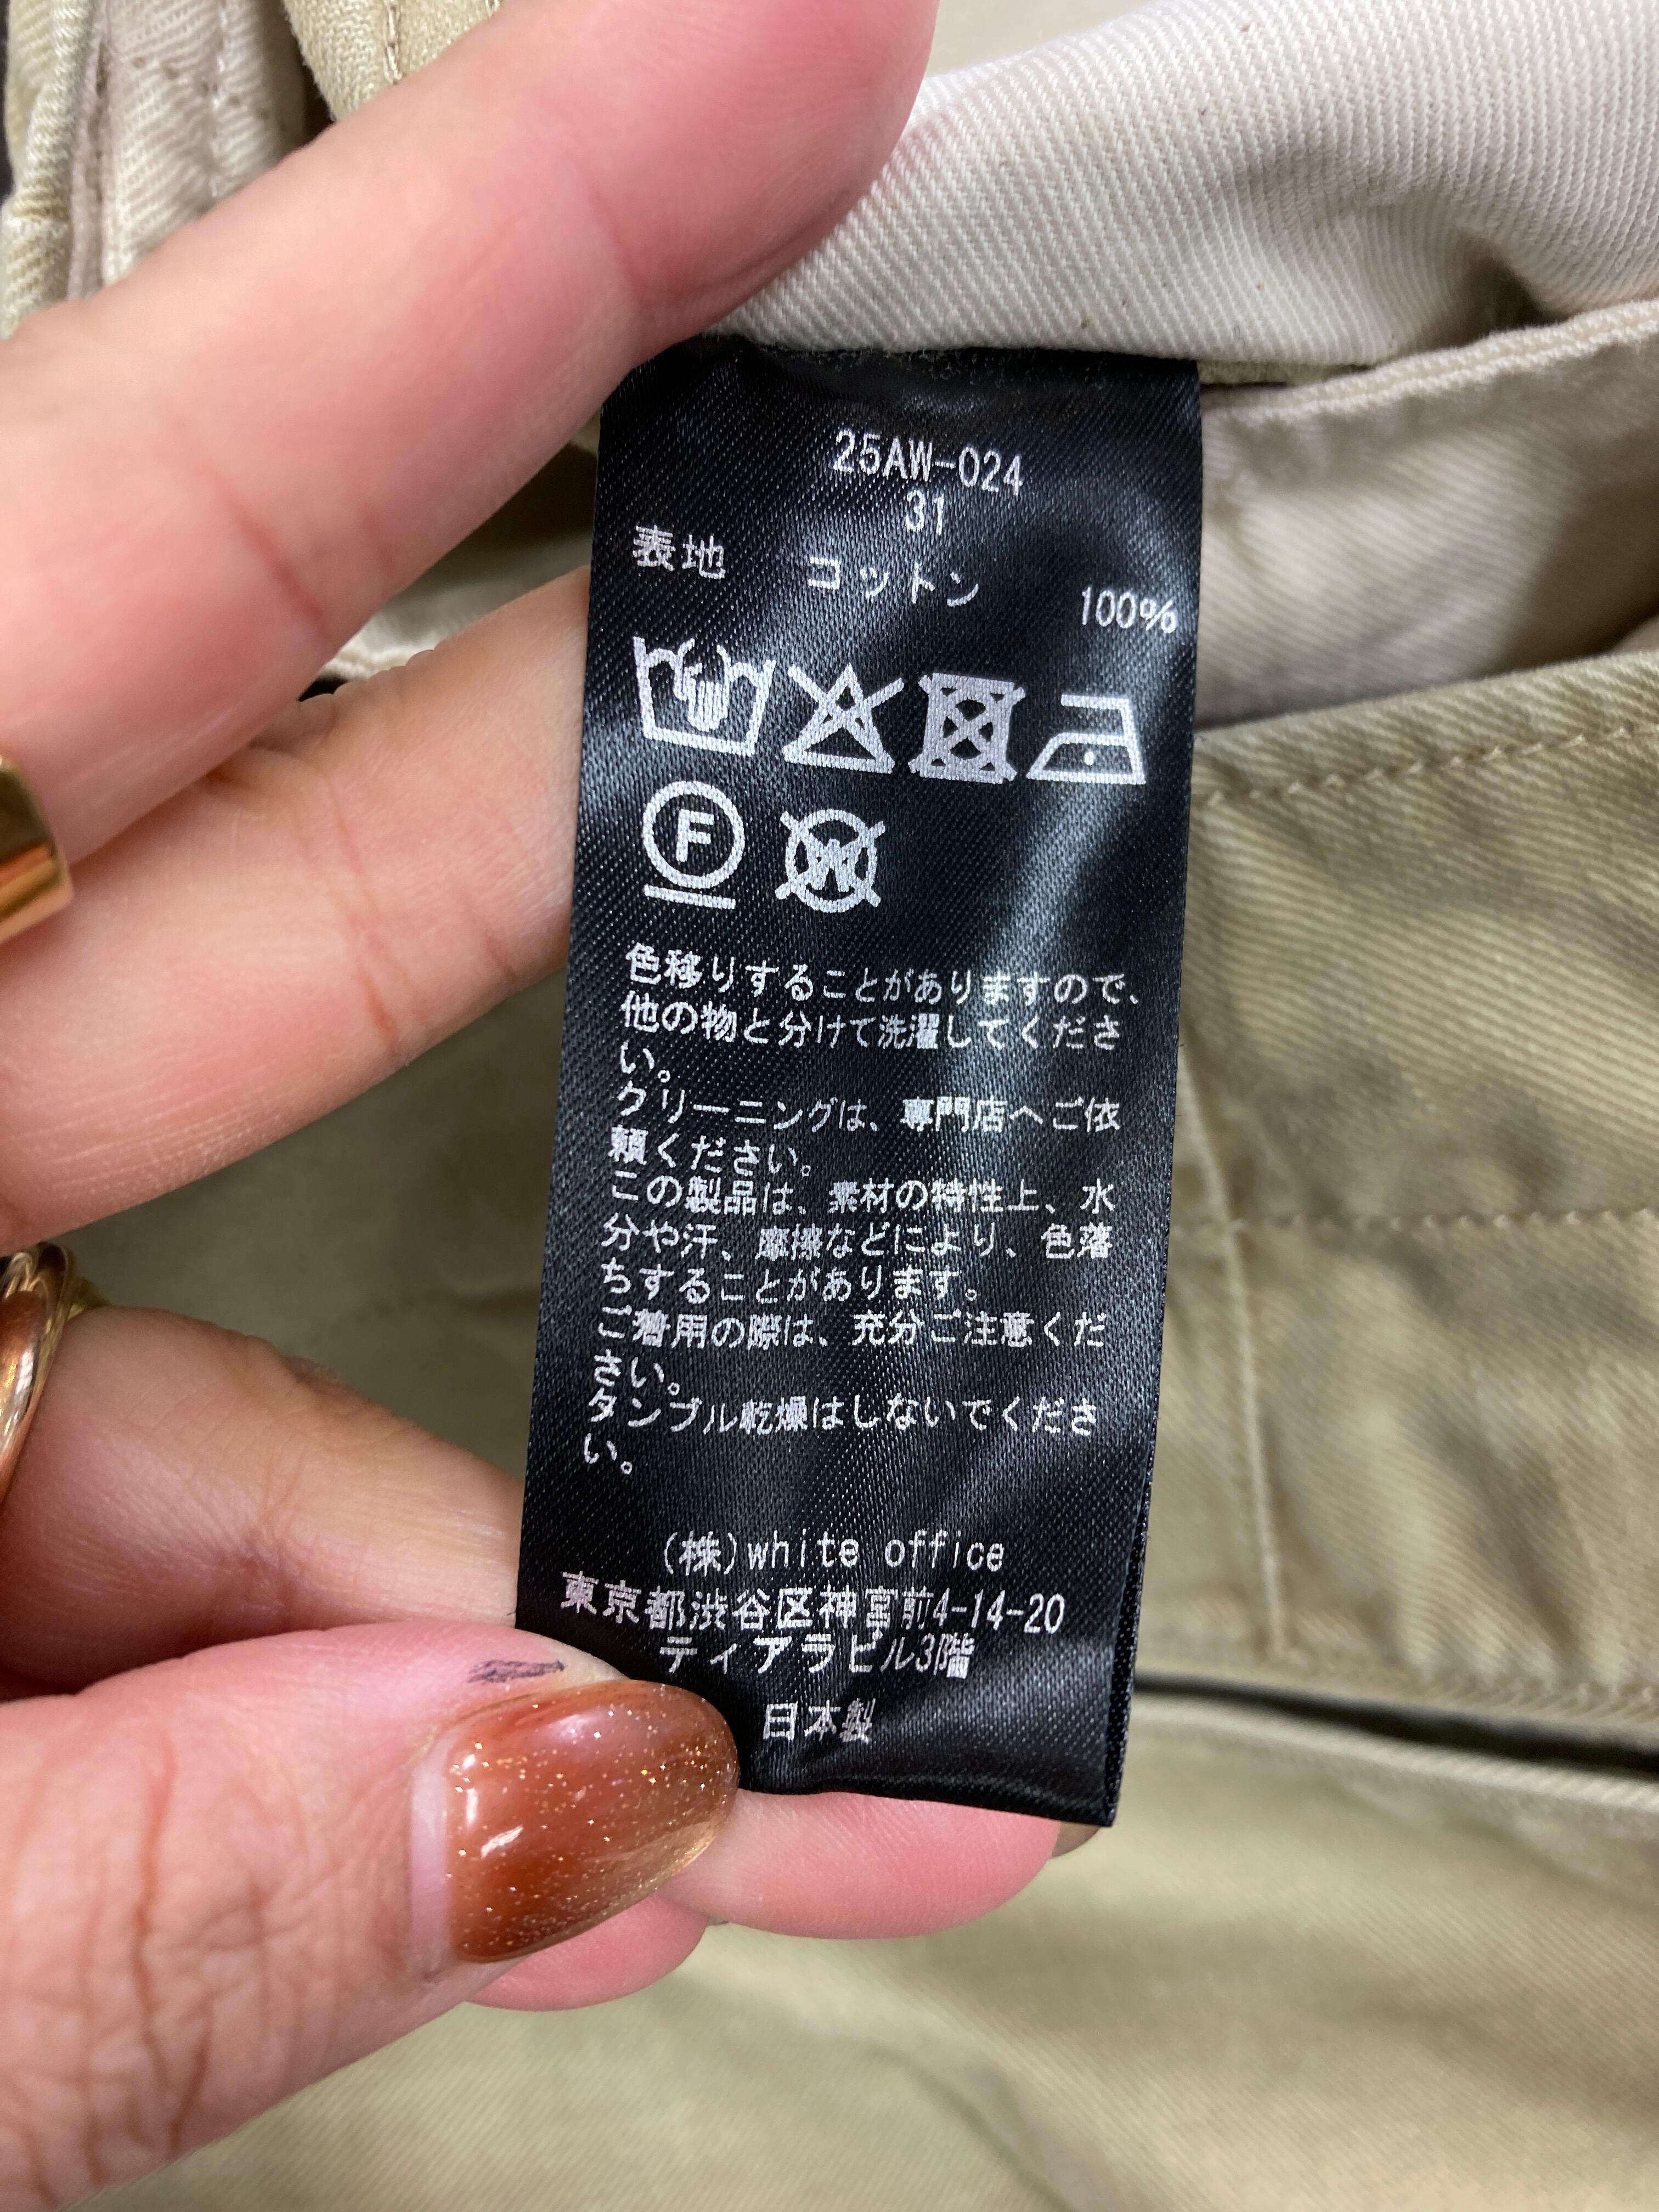 25AW-024
31
表地 コットン 100%
F W
色移りすることがありますので、
他の物と分けて洗濯してくださ
い。
クリーニングは、専門店へご依
頼ください。
この製品は、素材の特性上、水
分や汗、摩擦などにより、色落
ちすることがあります。
ご着用の際は、充分ご注意くだ
さい。
タンブル乾燥はしないでくださ
い。
(株)white office
東京都渋谷区神宮前4-14-20
ティアラビル3階
日本製